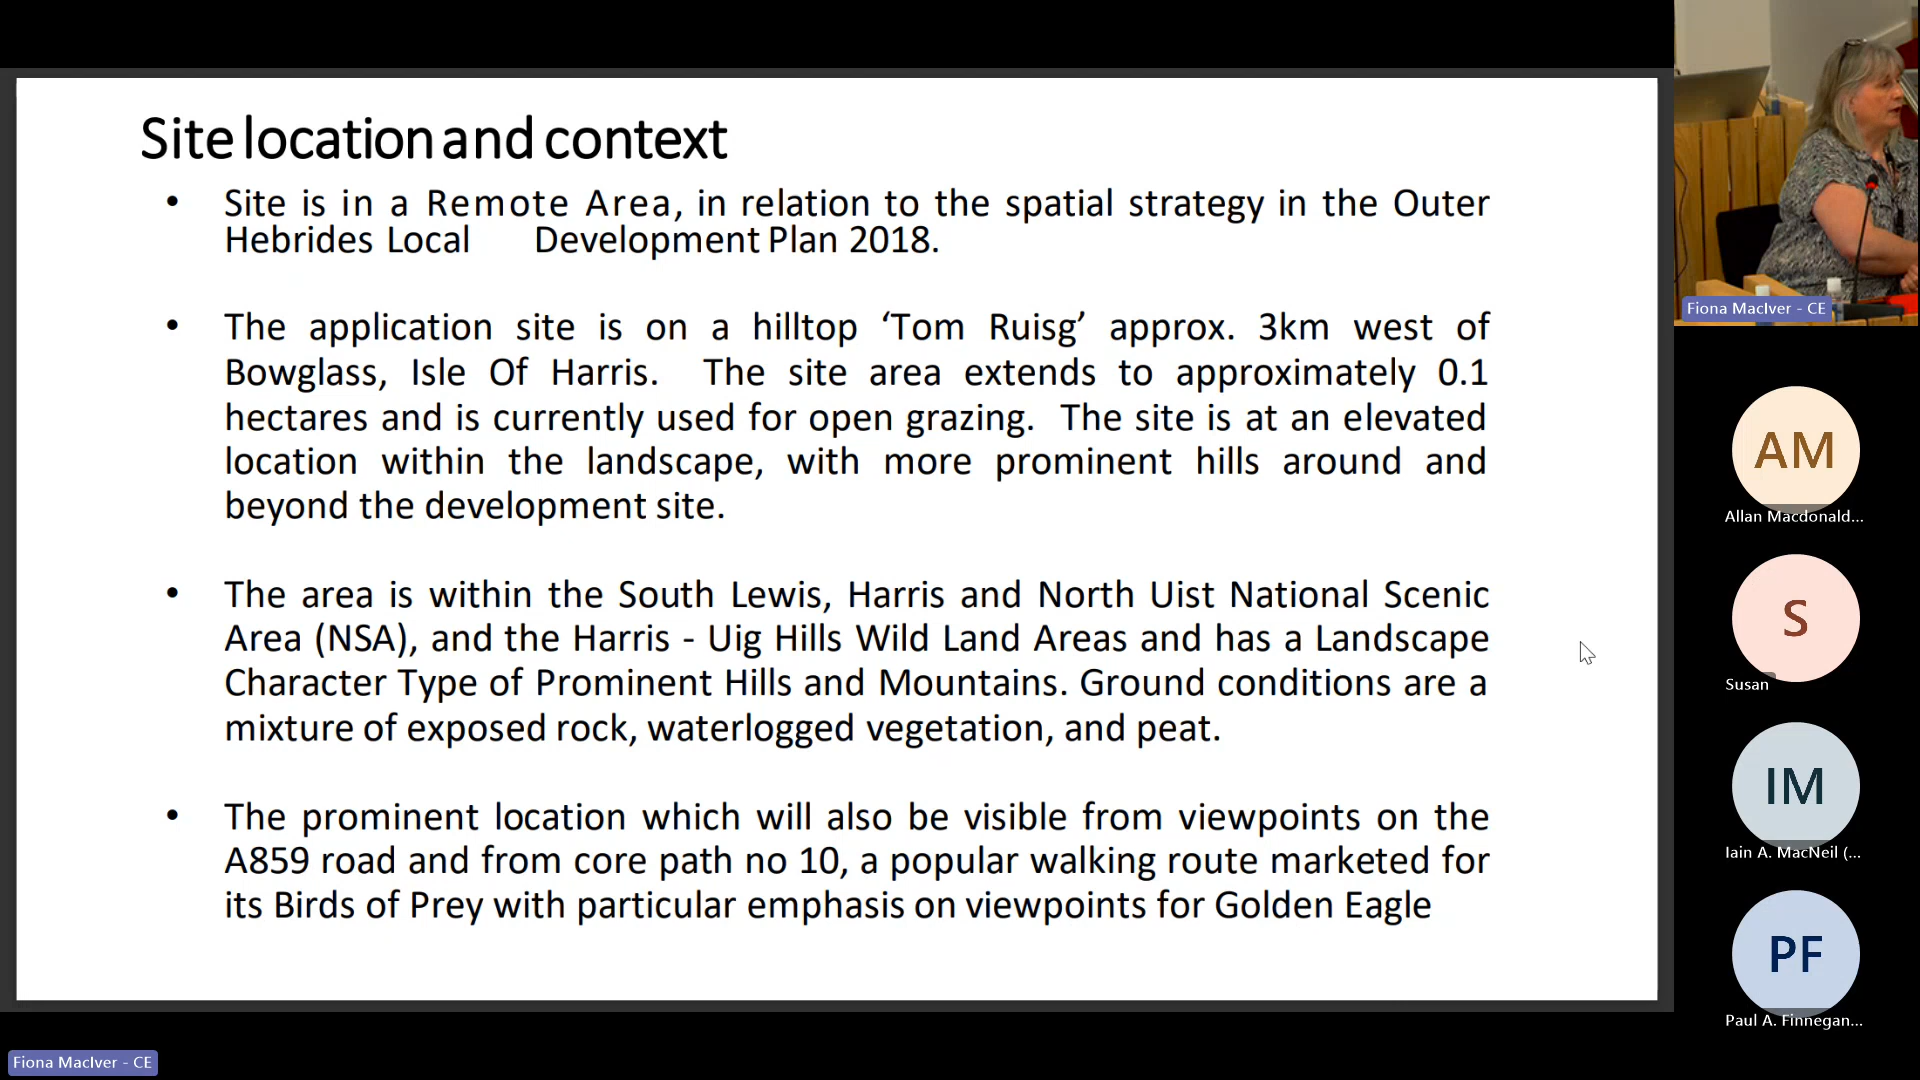 Site location and context
• Site is in a Remote Area, in relation to the spatial strategy in the Outer
Hebrides Local Development Plan 2018.
• The application site is on a hilltop ‘Tom Ruisg’ approx. 3km west of
Bowglass, Isle Of Harris. The site area extends to approximately 0.1
hectares and is currently used for open grazing. The site is at an elevated
location within the landscape, with more prominent hills around and
beyond the development site.
• The area is within the South Lewis, Harris and North Uist National Scenic
Area (NSA), and the Harris - Uig Hills Wild Land Areas and has a Landscape
Character Type of Prominent Hills and Mountains. Ground conditions are a
mixture of exposed rock, waterlogged vegetation, and peat.
• The prominent location which will also be visible from viewpoints on the
A859 road and from core path no 10, a popular walking route marketed for
its Birds of Prey with particular emphasis on viewpoints for Golden Eagle
Fiona MacIver - CE
AM
Allan Macdonald...
S
Susan
IM
Iain A. MacNeil (...
PF
Paul A. Finnegan...
Fiona MacIver - CE